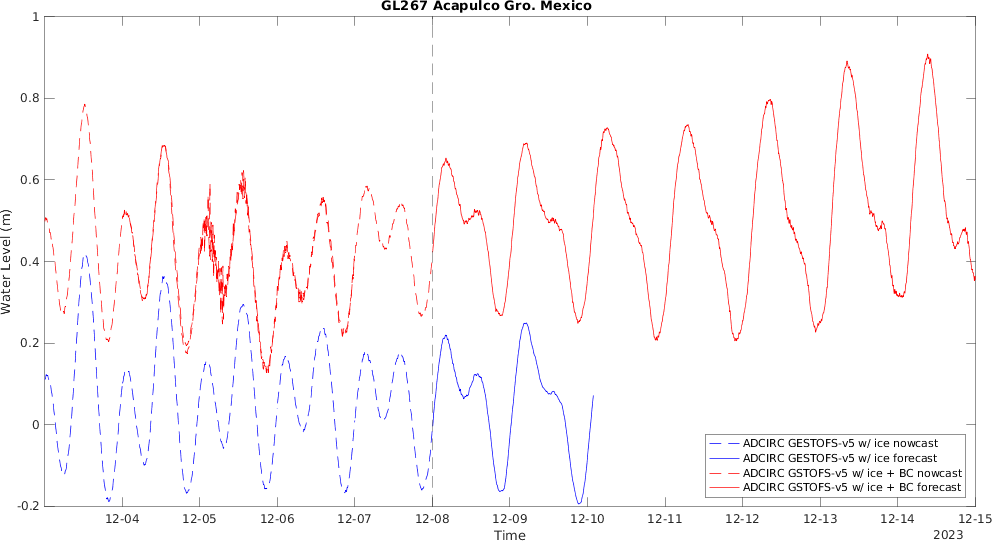 GL267 Acapulco Gro. Mexico
Water Level (m)
1
0.8
0.6
0.4
0.2
0
-0.2
ADCIRC GESTOFS-v5 w/ ice nowcast
ADCIRC GESTOFS-v5 w/ ice forecast
ADCIRC GSTOFS-v5 w/ ice + BC nowcast
ADCIRC GSTOFS-v5 w/ ice + BC forecast
12-04 12-05 12-06 12-07 12-08 12-09 12-10 12-11 12-12 12-13 12-14 12-15
Time
2023